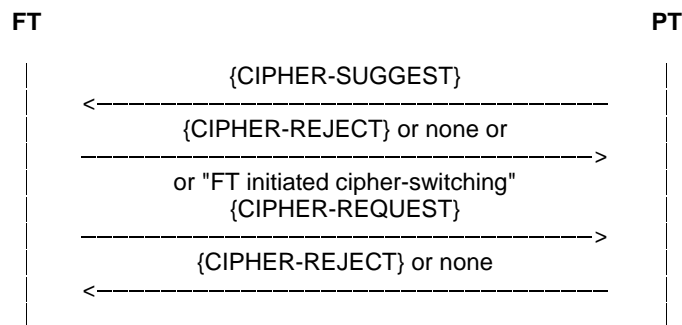 FT PT
{CIPHER-SUGGEST}
{CIPHER-REJECT} or none or
or "FT initiated cipher-switching"
{CIPHER-REQUEST}
{CIPHER-REJECT} or none